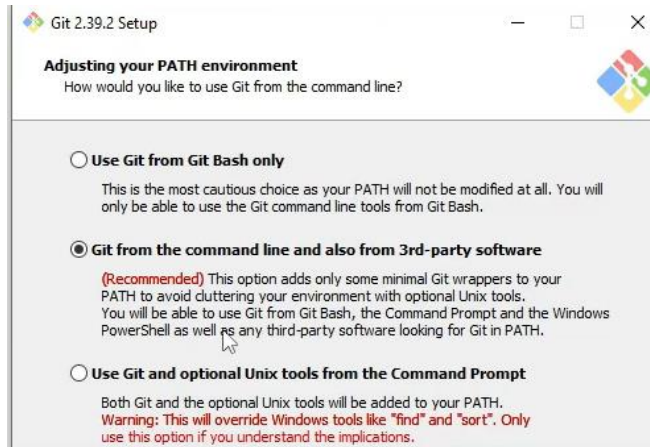 Git 2.39.2 Setup
Adjusting your PATH environment
How would you like to use Git from the command line?
Use Git from Git Bash only
This is the most cautious choice as your PATH will not be modified at all. You will
only be able to use the Git command line tools from Git Bash.
Git from the command line and also from 3rd-party software
(Recommended) This option adds only some minimal Git wrappers to your
PATH to avoid cluttering your environment with optional Unix tools.
You will be able to use Git from Git Bash, the Command Prompt and the Windows
PowerShell as well as any third-party software looking for Git in PATH.
Use Git and optional Unix tools from the Command Prompt
Both Git and the optional Unix tools will be added to your PATH.
Warning: This will override Windows tools like "find" and "sort". Only
use this option if you understand the implications.